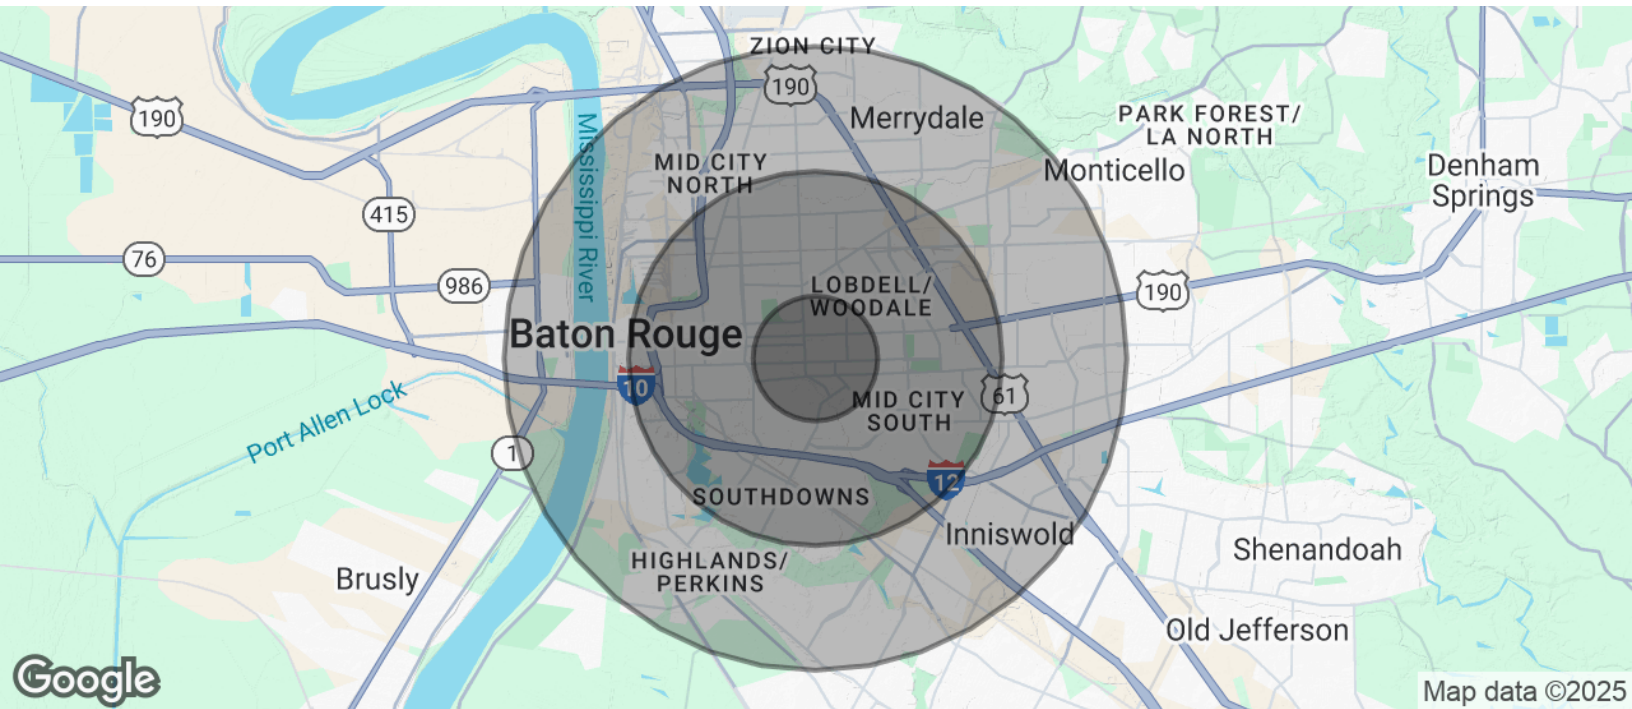 ZION CITY
190
Merrydale
190
PARK FOREST/
LA NORTH
Mississippi River
MID CITY
NORTH
Monticello
Denham
Springs
415
76
986
LOBDELL/
WOODALE
190
Baton Rouge
10
61
MID CITY
SOUTH
Port Allen Lock
1
12
SOUTHDOWNS
Inniswold
Shenandoah
HIGHLANDS/
PERKINS
Brusly
Old Jefferson
Google
Map data ©2025